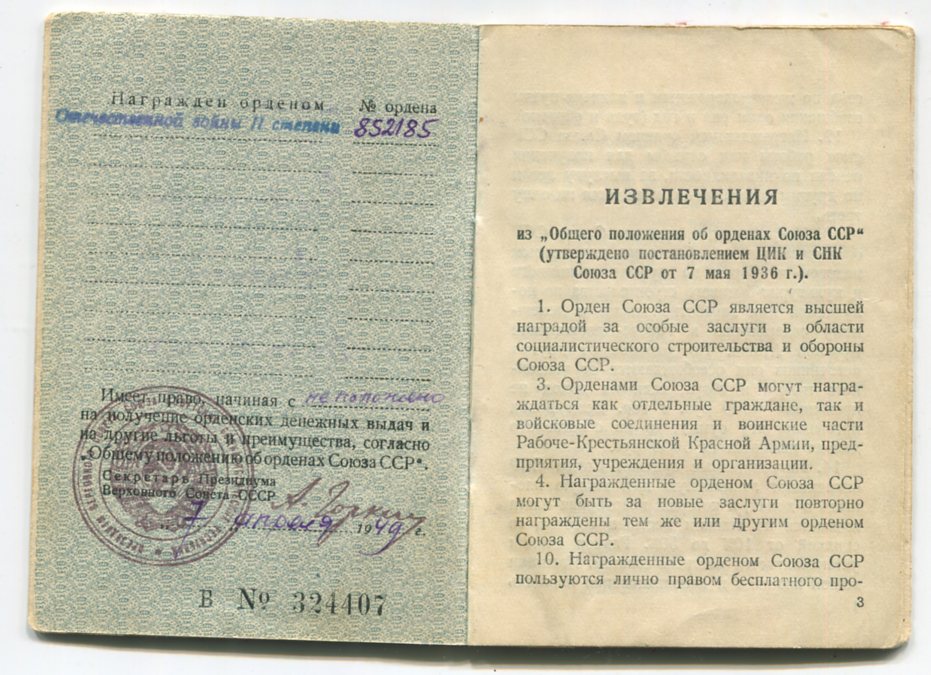 Награжден орденом № ордена
Отечественной войны II степени 852185
Имеет право, начиная с не положено
на получение орденских денежных выдач и
на другие льготы и преимущества, согласно
„Общему положению об орденах Союза ССР“.
Секретарь Президиума
Верховного Совета СССР А. Горкин
7 апреля 1949 г.
В № 324407
ИЗВЛЕЧЕНИЯ
из „Общего положения об орденах Союза ССР“
(утверждено постановлением ЦИК и СНК
Союза ССР от 7 мая 1936 г.).
1. Орден Союза ССР является высшей
наградой за особые заслуги в области
социалистического строительства и обороны
Союза ССР.
3. Орденами Союза ССР могут награ-
ждаться как отдельные граждане, так и
войсковые соединения и воинские части
Рабоче-Крестьянской Красной Армии, пред-
приятия, учреждения и организации.
4. Награжденные орденом Союза ССР
могут быть за новые заслуги повторно
награждены тем же или другим орденом
Союза ССР.
10. Награжденные орденом Союза ССР
пользуются лично правом бесплатного про-
3